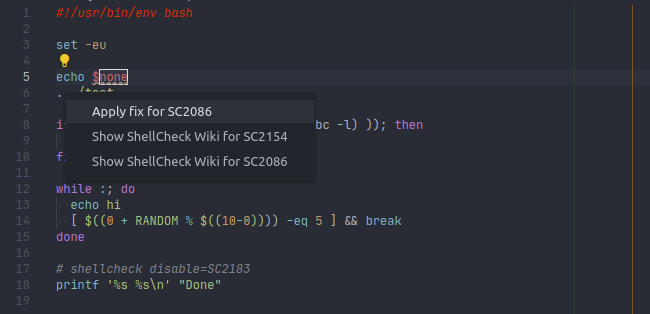 1 #!/usr/bin/env bash
2
3 set -eu
4
5 echo $none
6 . ./test
7
Apply fix for SC2086
8 bc -l) )); then
Show ShellCheck Wiki for SC2154
9
10
Show ShellCheck Wiki for SC2086
11
12 while :; do
13 echo hi
14 [ $((0 + RANDOM % $((10-0)))) -eq 5 ] && break
15 done
16
17 # shellcheck disable=SC2183
18 printf '%s %s\n' "Done"
19